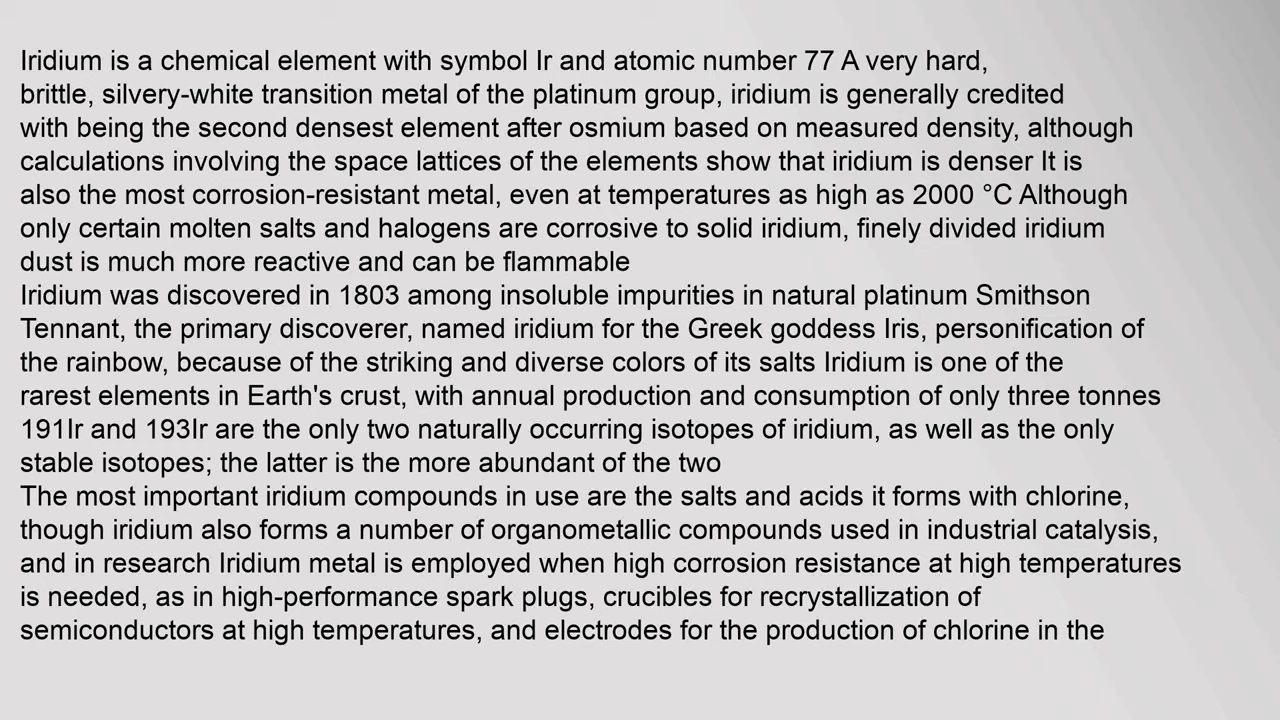 Iridium is a chemical element with symbol Ir and atomic number 77 A very hard,
brittle, silvery-white transition metal of the platinum group, iridium is generally credited
with being the second densest element after osmium based on measured density, although
calculations involving the space lattices of the elements show that iridium is denser It is
also the most corrosion-resistant metal, even at temperatures as high as 2000 °C Although
only certain molten salts and halogens are corrosive to solid iridium, finely divided iridium
dust is much more reactive and can be flammable
Iridium was discovered in 1803 among insoluble impurities in natural platinum Smithson
Tennant, the primary discoverer, named iridium for the Greek goddess Iris, personification of
the rainbow, because of the striking and diverse colors of its salts Iridium is one of the
rarest elements in Earth's crust, with annual production and consumption of only three tonnes
191Ir and 193Ir are the only two naturally occurring isotopes of iridium, as well as the only
stable isotopes; the latter is the more abundant of the two
The most important iridium compounds in use are the salts and acids it forms with chlorine,
though iridium also forms a number of organometallic compounds used in industrial catalysis,
and in research Iridium metal is employed when high corrosion resistance at high temperatures
is needed, as in high-performance spark plugs, crucibles for recrystallization of
semiconductors at high temperatures, and electrodes for the production of chlorine in the